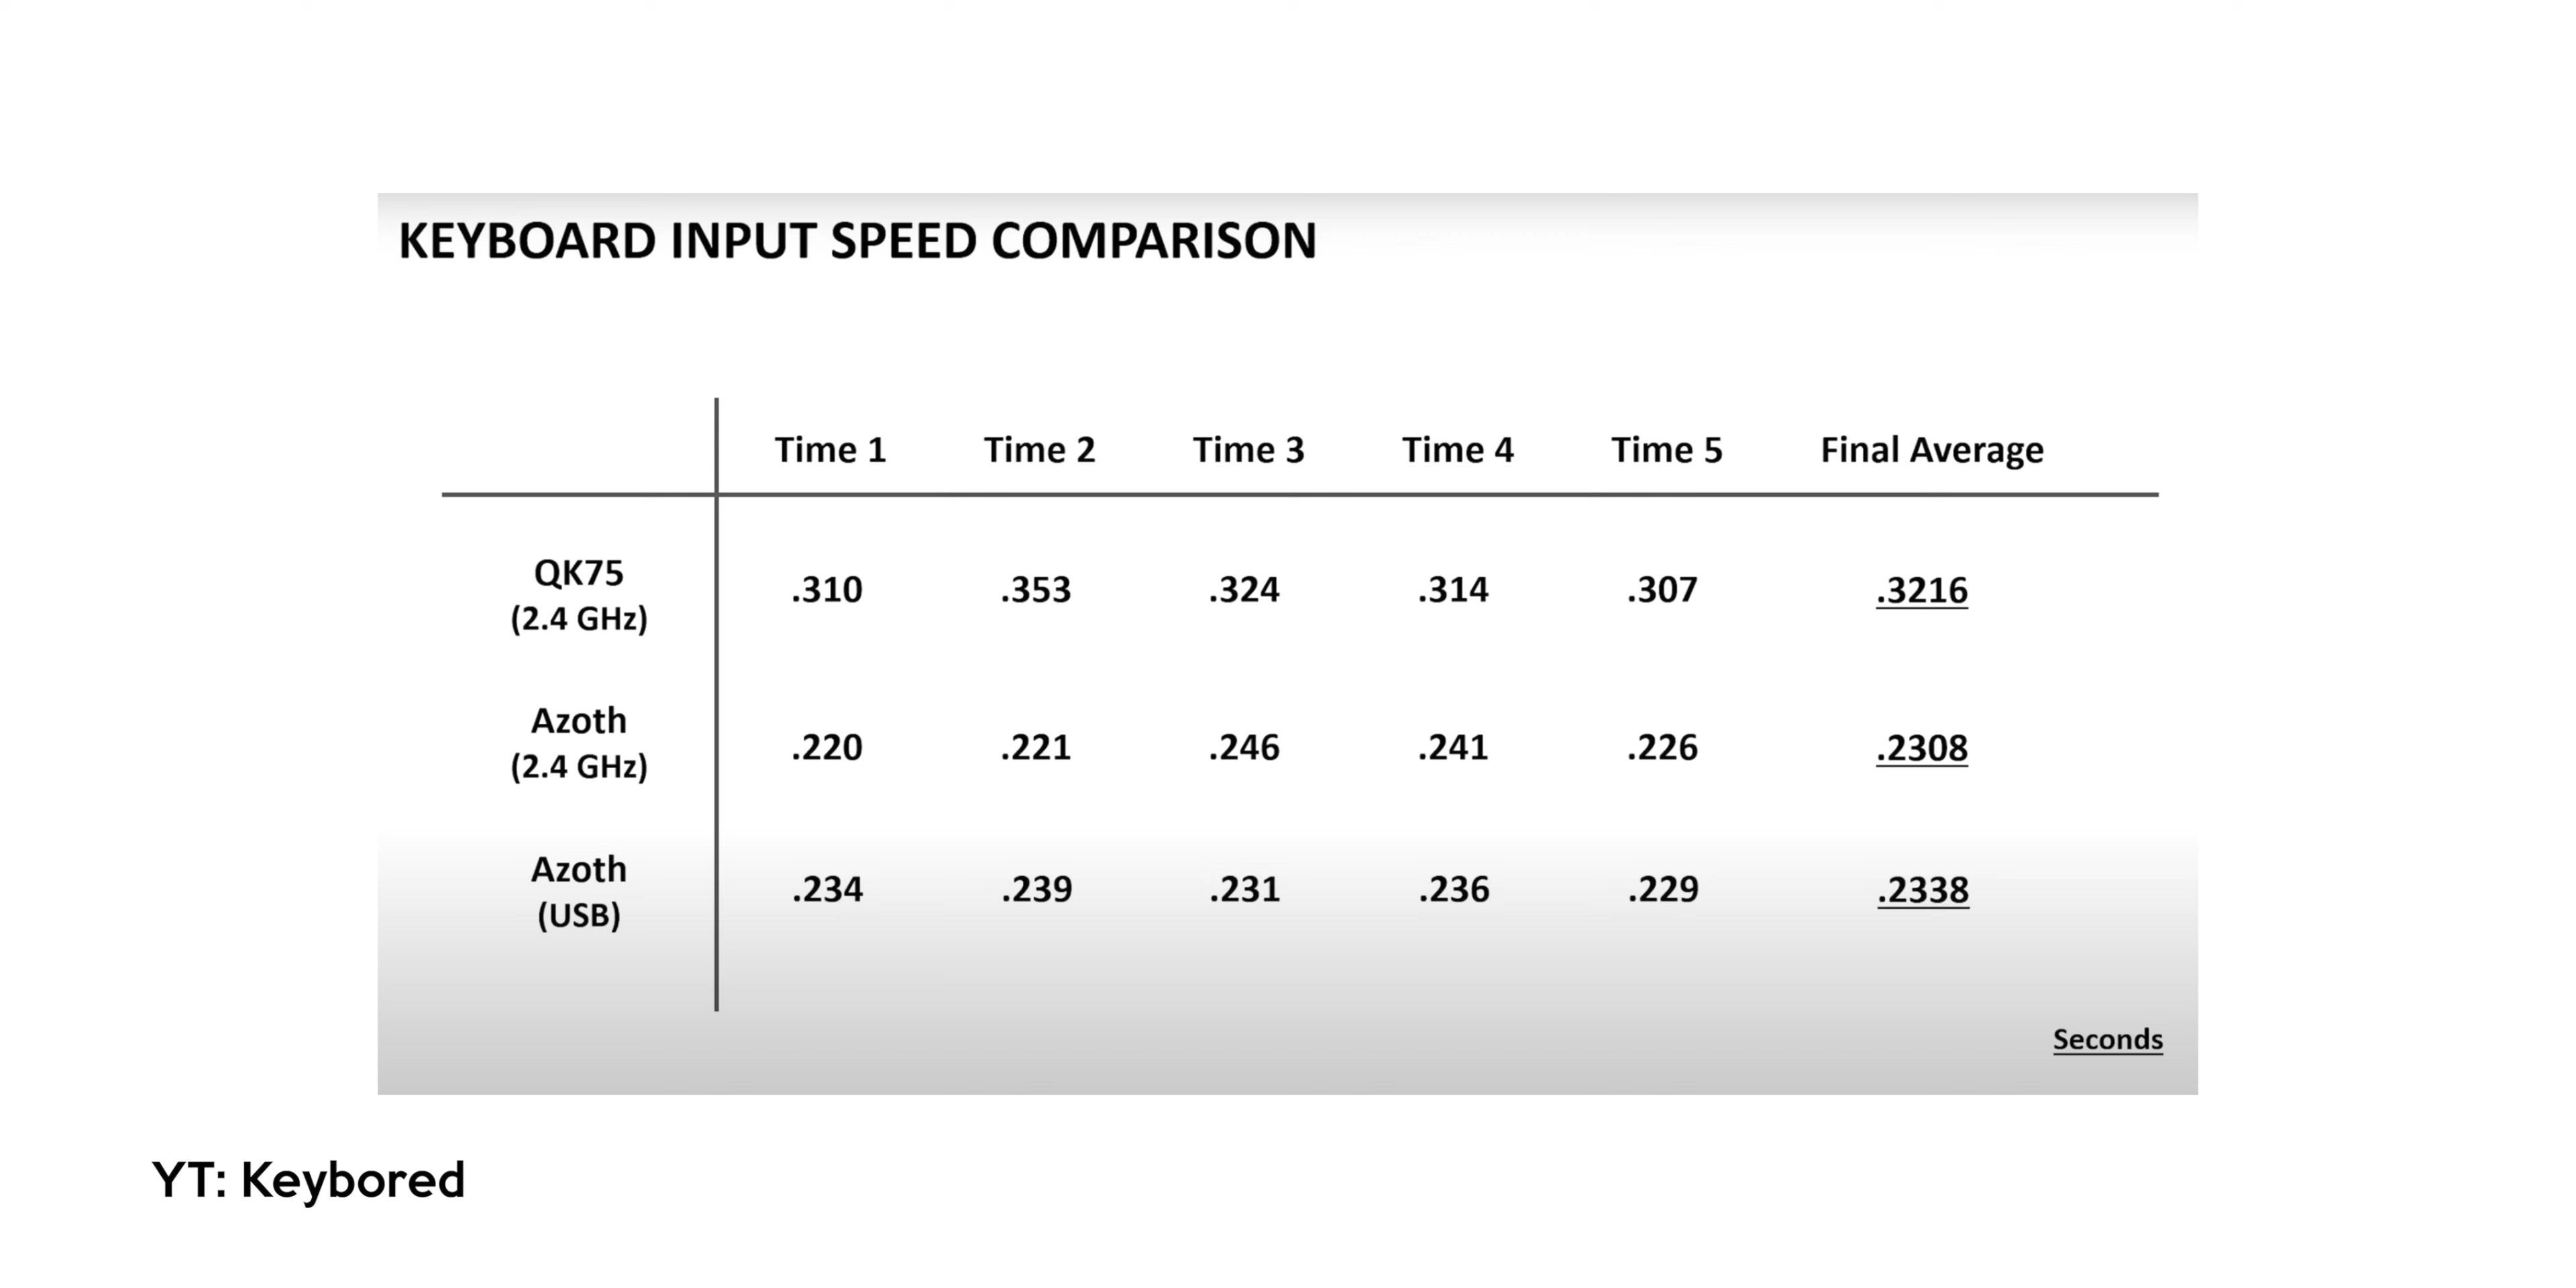 KEYBOARD INPUT SPEED COMPARISON
Time 1 Time 2 Time 3 Time 4 Time 5 Final Average
QK75
(2.4 GHz)
.310 .353 .324 .314 .307 .3216
Azoth
(2.4 GHz)
.220 .221 .246 .241 .226 .2308
Azoth
(USB)
.234 .239 .231 .236 .229 .2338
Seconds
YT: Keybored